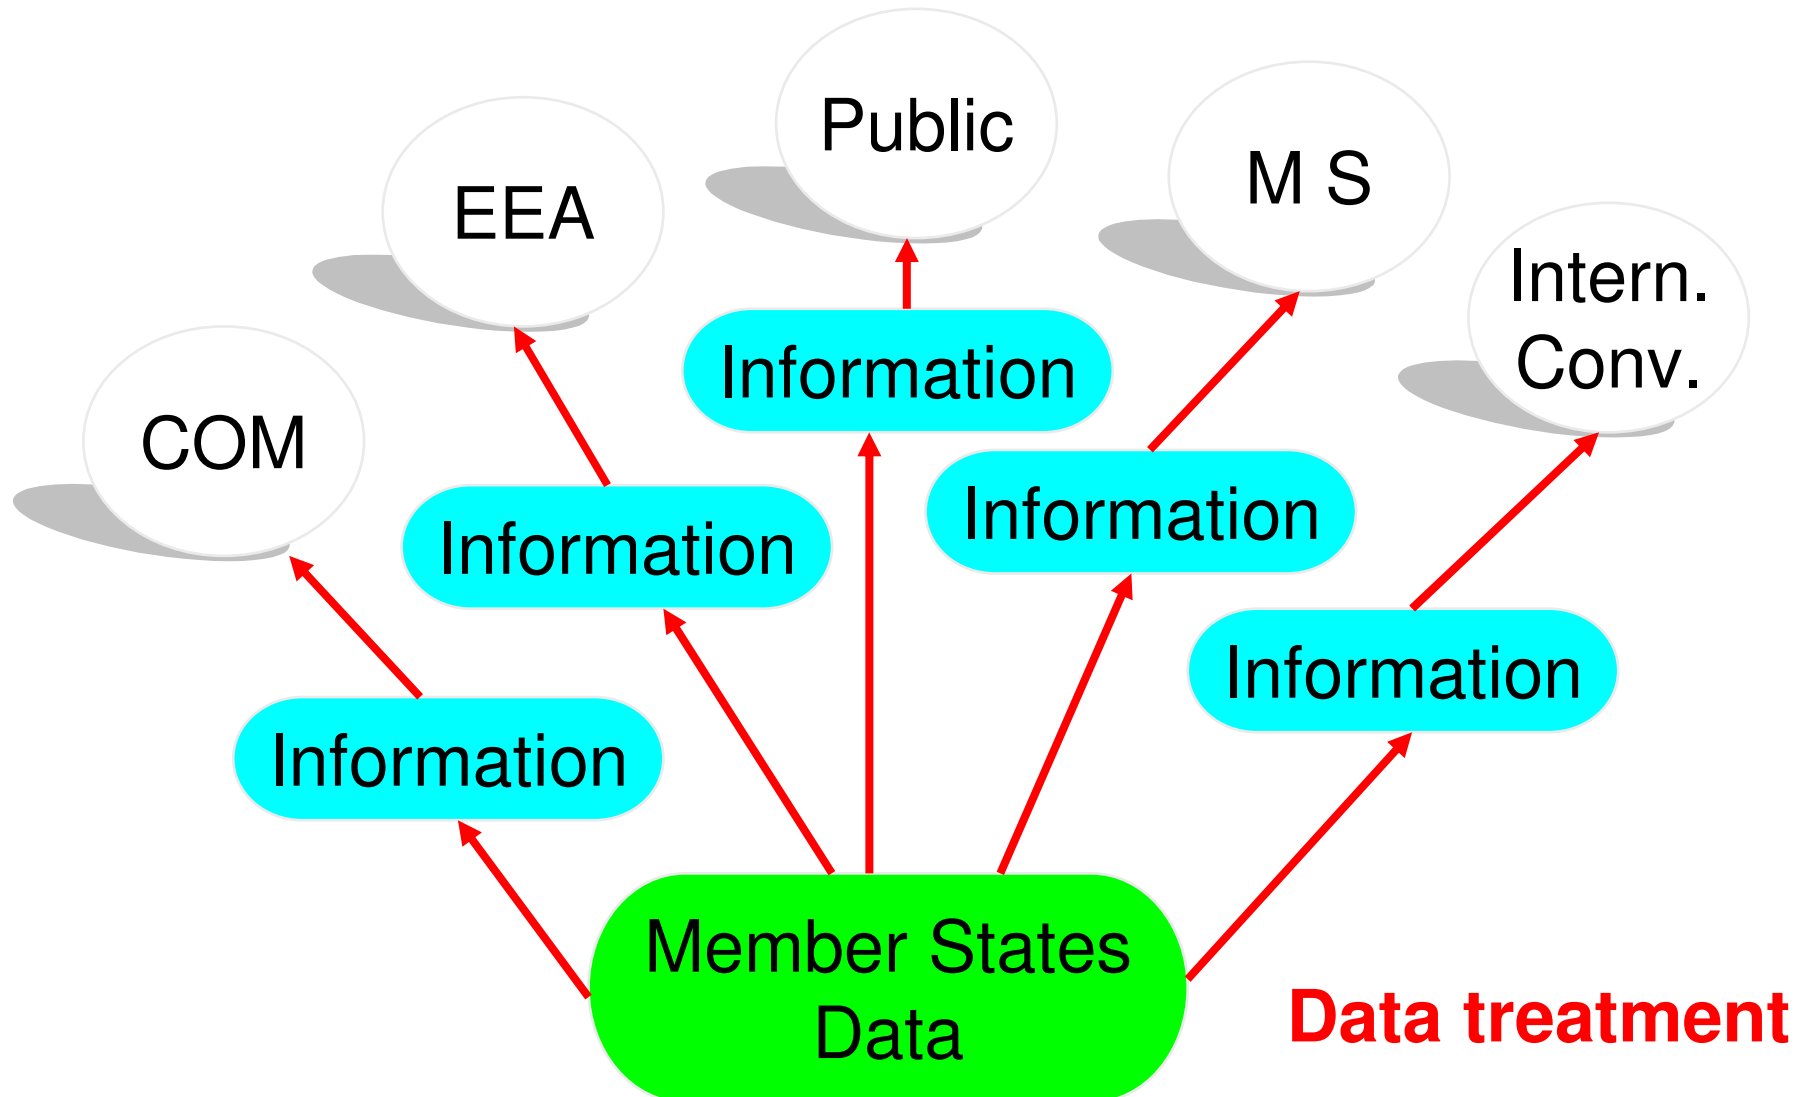 Public
M S
EEA
Intern.
Conv.
Information
COM
Information
Information
Information
Information
Member States
Data
Data treatment